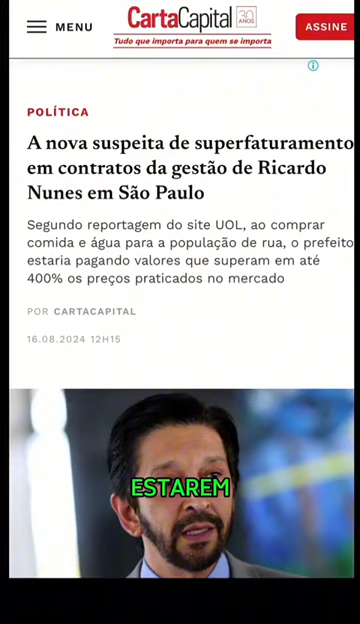 MENU
CartaCapital
30
ANOS
Tudo que importa para quem se importa
ASSINE
POLÍTICA
A nova suspeita de superfaturamento
em contratos da gestão de Ricardo
Nunes em São Paulo
Segundo reportagem do site UOL, ao comprar
comida e água para a população de rua, o prefeito
estaria pagando valores que superam em até
400% os preços praticados no mercado
POR CARTACAPITAL
16.08.2024 12H15
ESTAREM